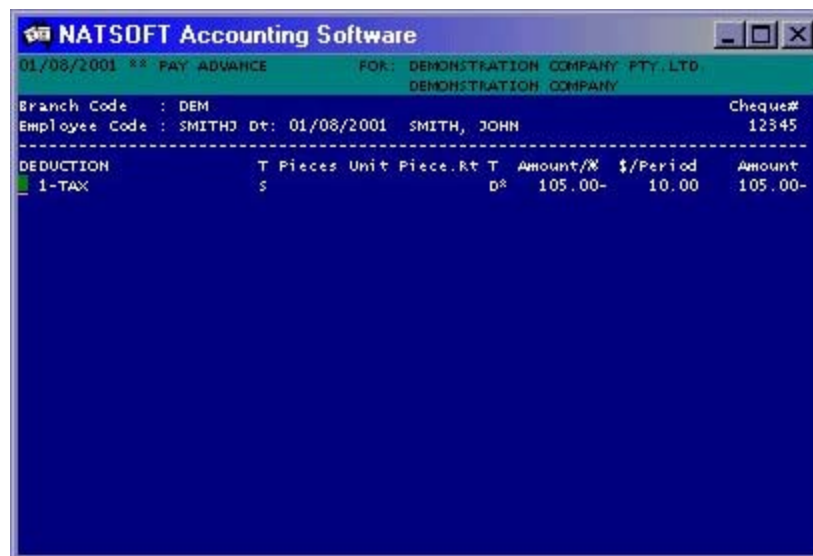 NATSOFT Accounting Software
01/08/2001 ** PAY ADVANCE FOR: DEMONSTRATION COMPANY PTY.LTD.
DEMONSTRATION COMPANY
Branch Code : DEM Cheque#
Employee Code : SMITHJ Dt: 01/08/2001 SMITH, JOHN 12345
DEDUCTION T Pieces Unit Piece.Rt T Amount/% $/Period Amount
1-TAX S D* 105.00- 10.00 105.00-